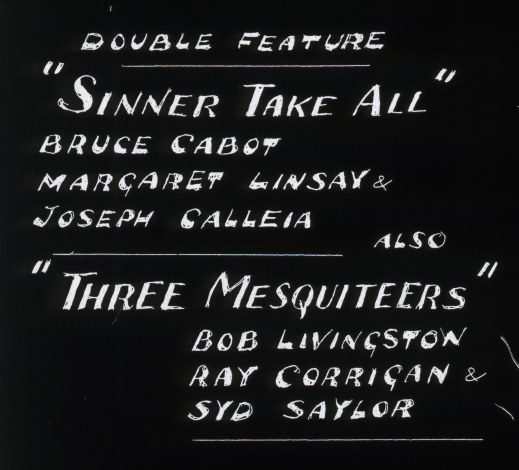 DOUBLE FEATURE
"SINNER TAKE ALL"
BRUCE CABOT
MARGARET LINSAY &
JOSEPH CALLEIA
ALSO
"THREE MESQUITEERS"
BOB LIVINGSTON
RAY CORRIGAN &
SYD SAYLOR